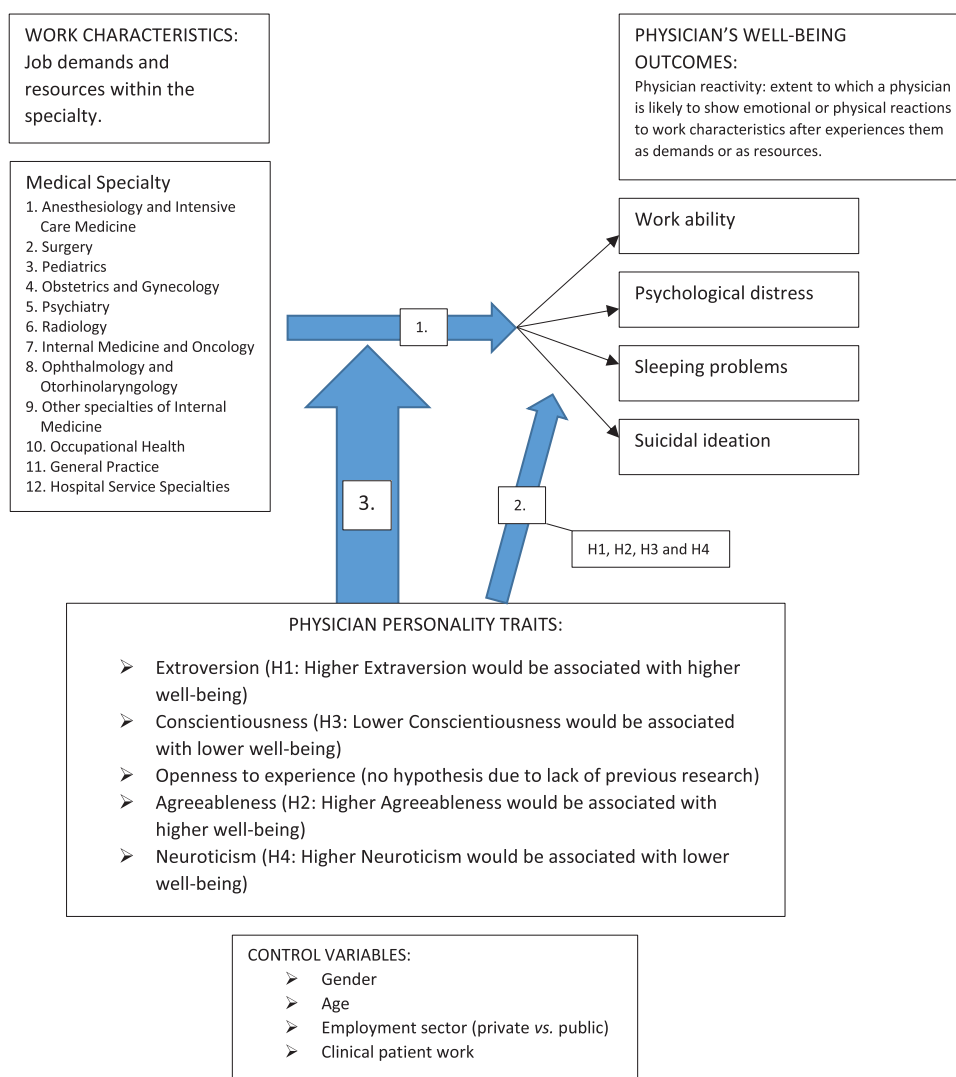 WORK CHARACTERISTICS:
Job demands and
resources within the
specialty.
PHYSICIAN’S WELL-BEING
OUTCOMES:
Physician reactivity: extent to which a physician
is likely to show emotional or physical reactions
to work characteristics after experiences them
as demands or as resources.
Medical Specialty
1. Anesthesiology and Intensive
Care Medicine
2. Surgery
3. Pediatrics
4. Obstetrics and Gynecology
5. Psychiatry
6. Radiology
7. Internal Medicine and Oncology
8. Ophthalmology and
Otorhinolaryngology
9. Other specialties of Internal
Medicine
10. Occupational Health
11. General Practice
12. Hospital Service Specialties
1.
Work ability
Psychological distress
Sleeping problems
Suicidal ideation
3.
2.
H1, H2, H3 and H4
PHYSICIAN PERSONALITY TRAITS:
➢ Extroversion (H1: Higher Extraversion would be associated with higher
well-being)
➢ Conscientiousness (H3: Lower Conscientiousness would be associated
with lower well-being)
➢ Openness to experience (no hypothesis due to lack of previous research)
➢ Agreeableness (H2: Higher Agreeableness would be associated with
higher well-being)
➢ Neuroticism (H4: Higher Neuroticism would be associated with lower
well-being)
CONTROL VARIABLES:
➢ Gender
➢ Age
➢ Employment sector (private vs. public)
➢ Clinical patient work